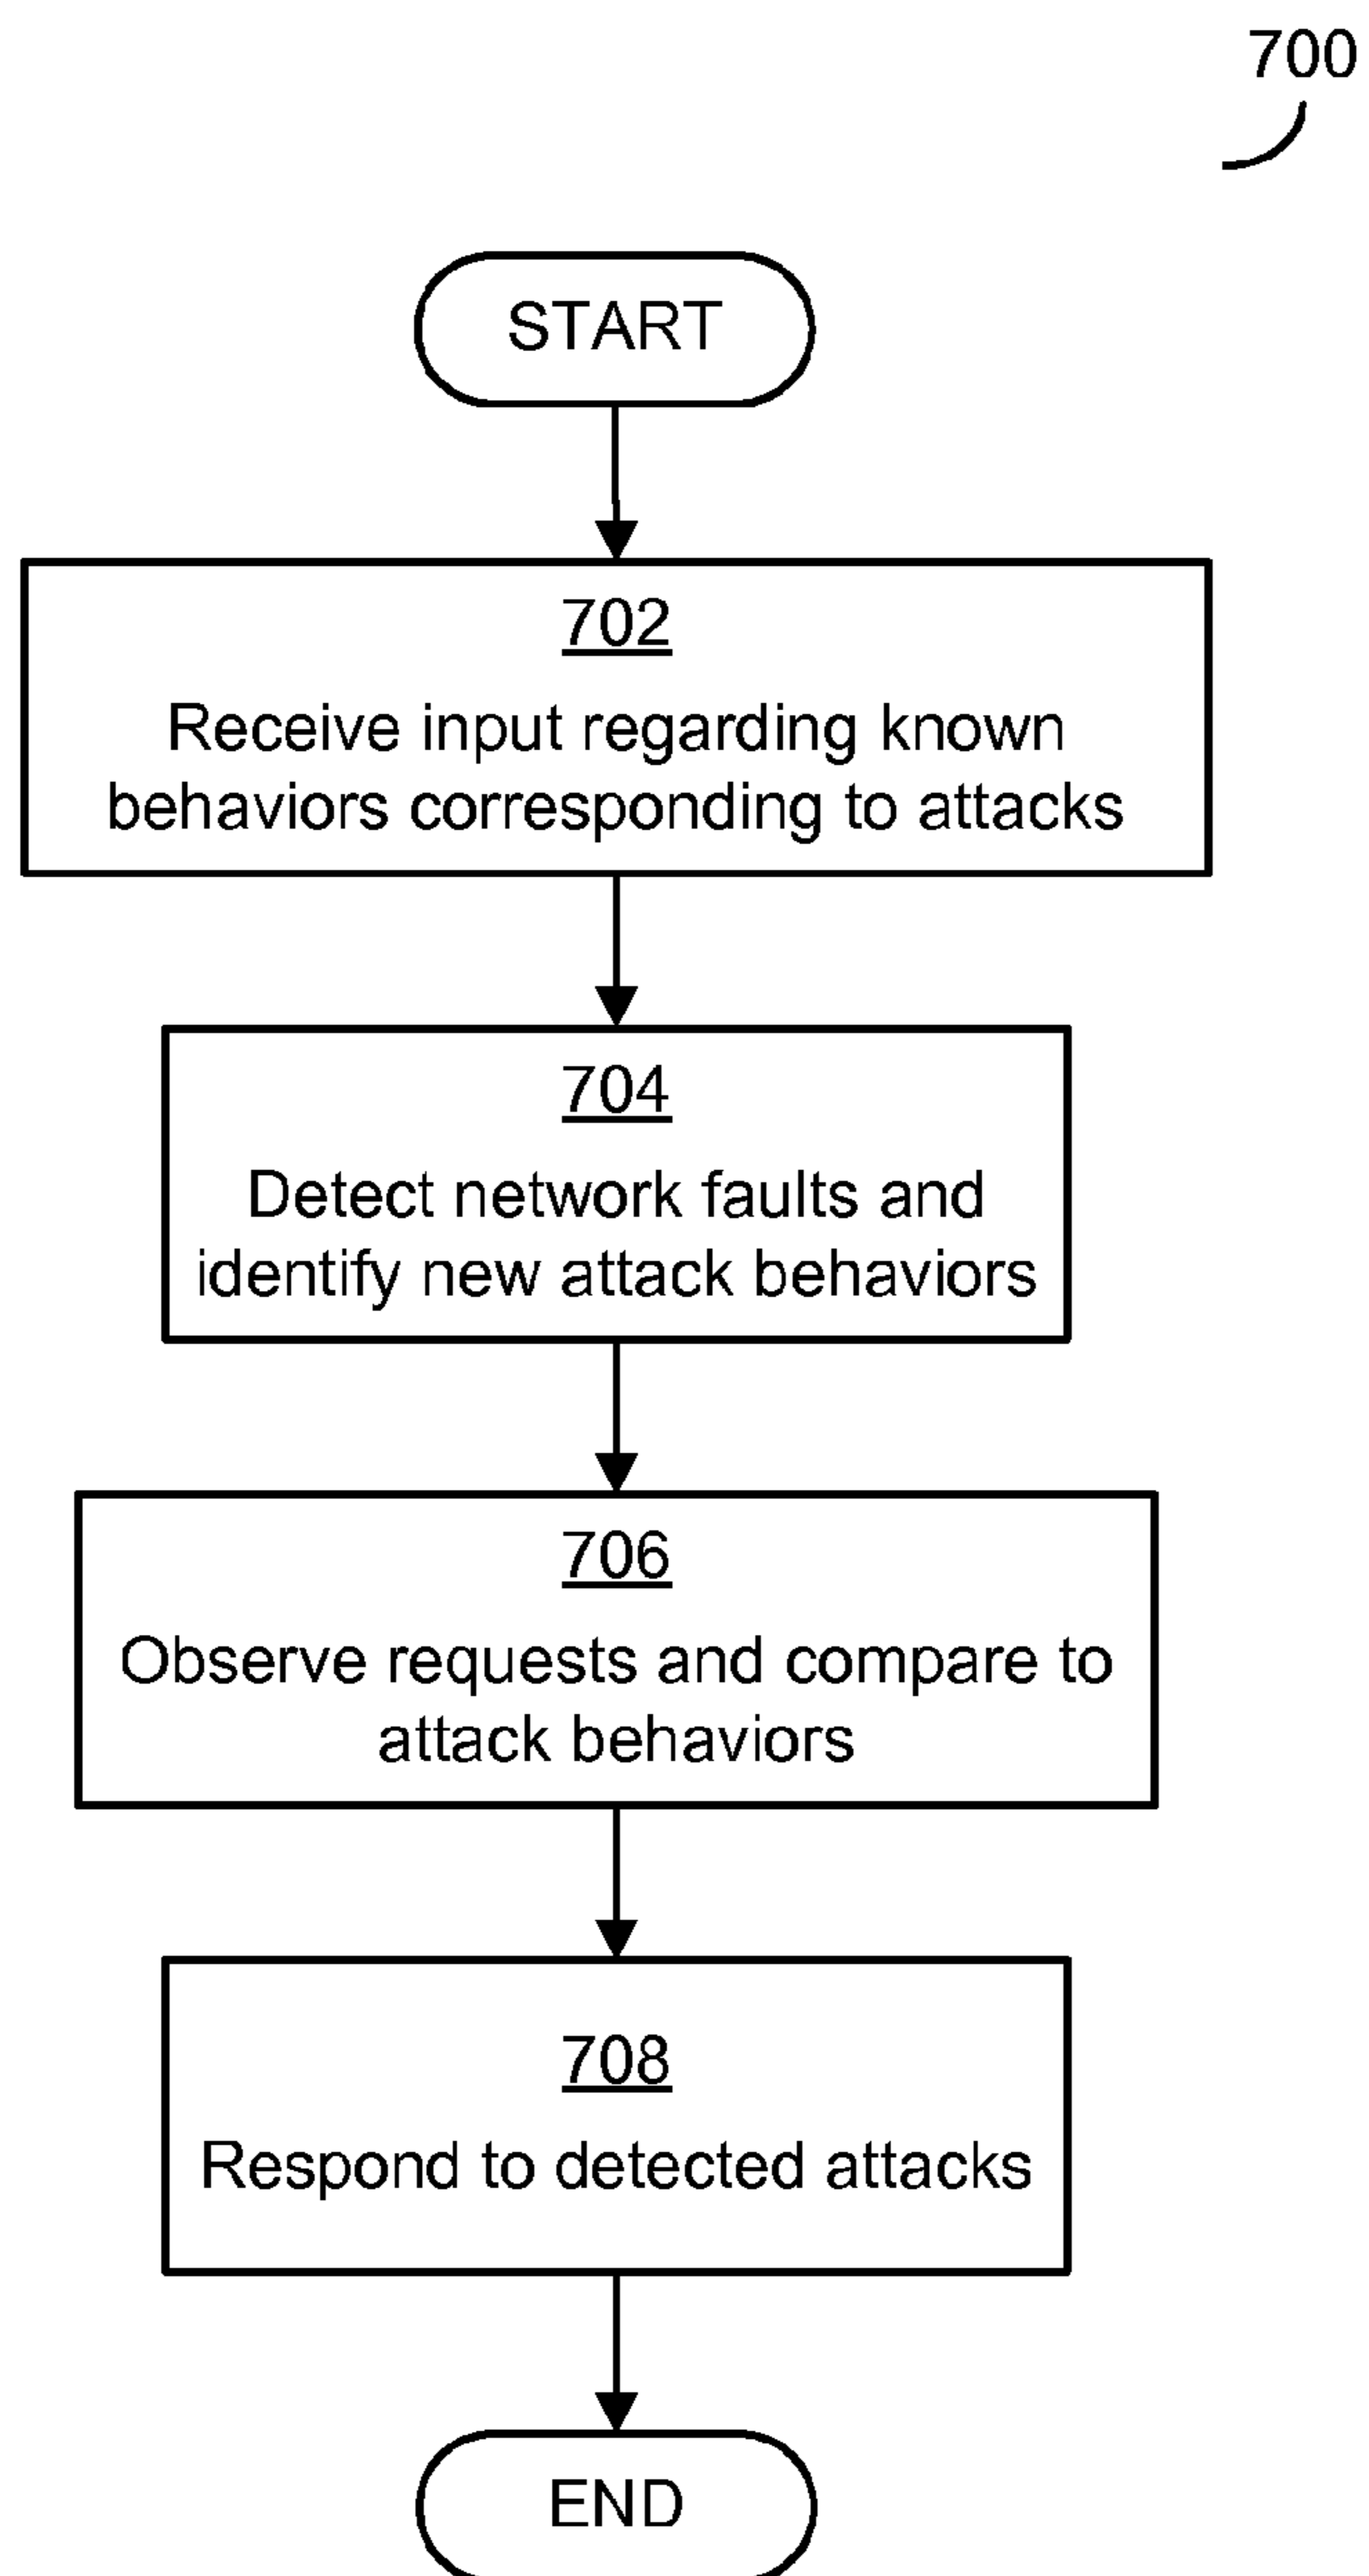 700
START
702
Receive input regarding known
behaviors corresponding to attacks
704
Detect network faults and
identify new attack behaviors
706
Observe requests and compare to
attack behaviors
708
Respond to detected attacks
END